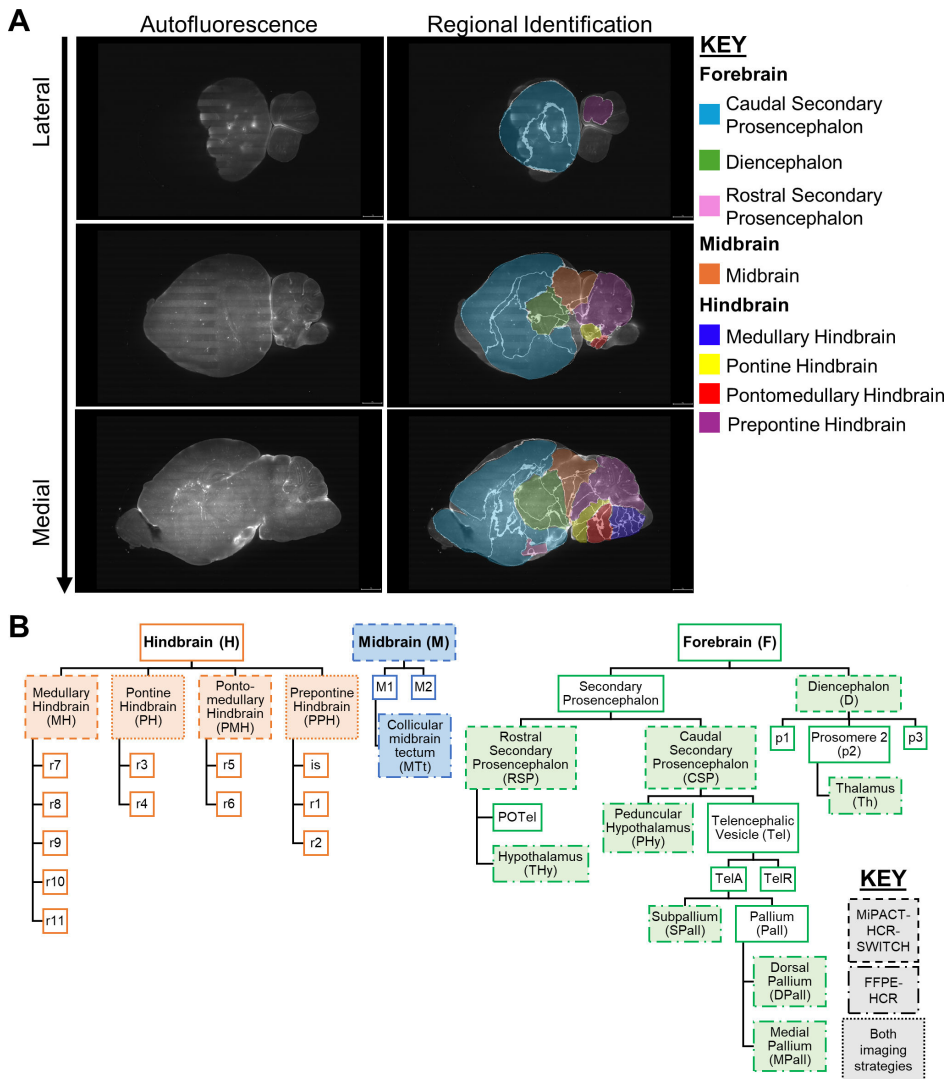 A
Autofluorescence
Regional Identification
Lateral
Medial
KEY
Forebrain
Caudal Secondary
Prosencephalon
Diencephalon
Rostral Secondary
Prosencephalon
Midbrain
Midbrain
Hindbrain
Medullary Hindbrain
Pontine Hindbrain
Pontomedullary Hindbrain
Prepontine Hindbrain
B
Hindbrain (H)
Medullary
Hindbrain
(MH)
r7
r8
r9
r10
r11
Pontine
Hindbrain
(PH)
r3
r4
Ponto-
medullary
Hindbrain
(PMH)
r5
r6
Prepontine
Hindbrain
(PPH)
is
r1
r2
Midbrain (M)
M1
M2
Collicular
midbrain
tectum
(MTt)
Forebrain (F)
Secondary
Prosencephalon
Rostral
Secondary
Prosencephalon
(RSP)
POTel
Hypothalamus
(THy)
Caudal
Secondary
Prosencephalon
(CSP)
Peduncular
Hypothalamus
(PHy)
Telencephalic
Vesicle (Tel)
TelA
TelR
Subpallium
(SPall)
Pallium
(Pall)
Dorsal
Pallium
(DPall)
Medial
Pallium
(MPall)
Diencephalon
(D)
p1
Prosomere 2
(p2)
p3
Thalamus
(Th)
KEY
MiPACT-
HCR-
SWITCH
FFPE-
HCR
Both
imaging
strategies